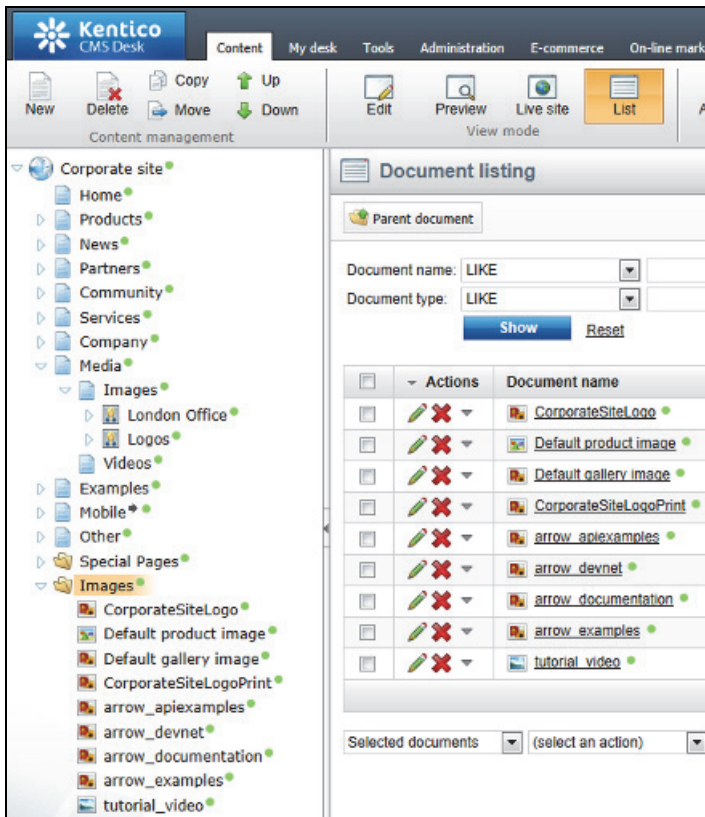 Kentico
CMS Desk
Content My desk Tools Administration E-commerce On-line mark
New Delete Copy Move Up Down
Content management
Edit Preview Live site List
View mode
Corporate site
Home
Products
News
Partners
Community
Services
Company
Media
Images
London Office
Logos
Videos
Examples
Mobile
Other
Special Pages
Images
CorporateSiteLogo
Default product image
Default gallery image
CorporateSiteLogoPrint
arrow_apiexamples
arrow_devnet
arrow_documentation
arrow_examples
tutorial_video
Document listing
Parent document
Document name: LIKE
Document type: LIKE
Show Reset
Actions Document name
CorporateSiteLogo
Default product image
Default gallery image
CorporateSiteLogoPrint
arrow_apiexamples
arrow_devnet
arrow_documentation
arrow_examples
tutorial_video
Selected documents (select an action)